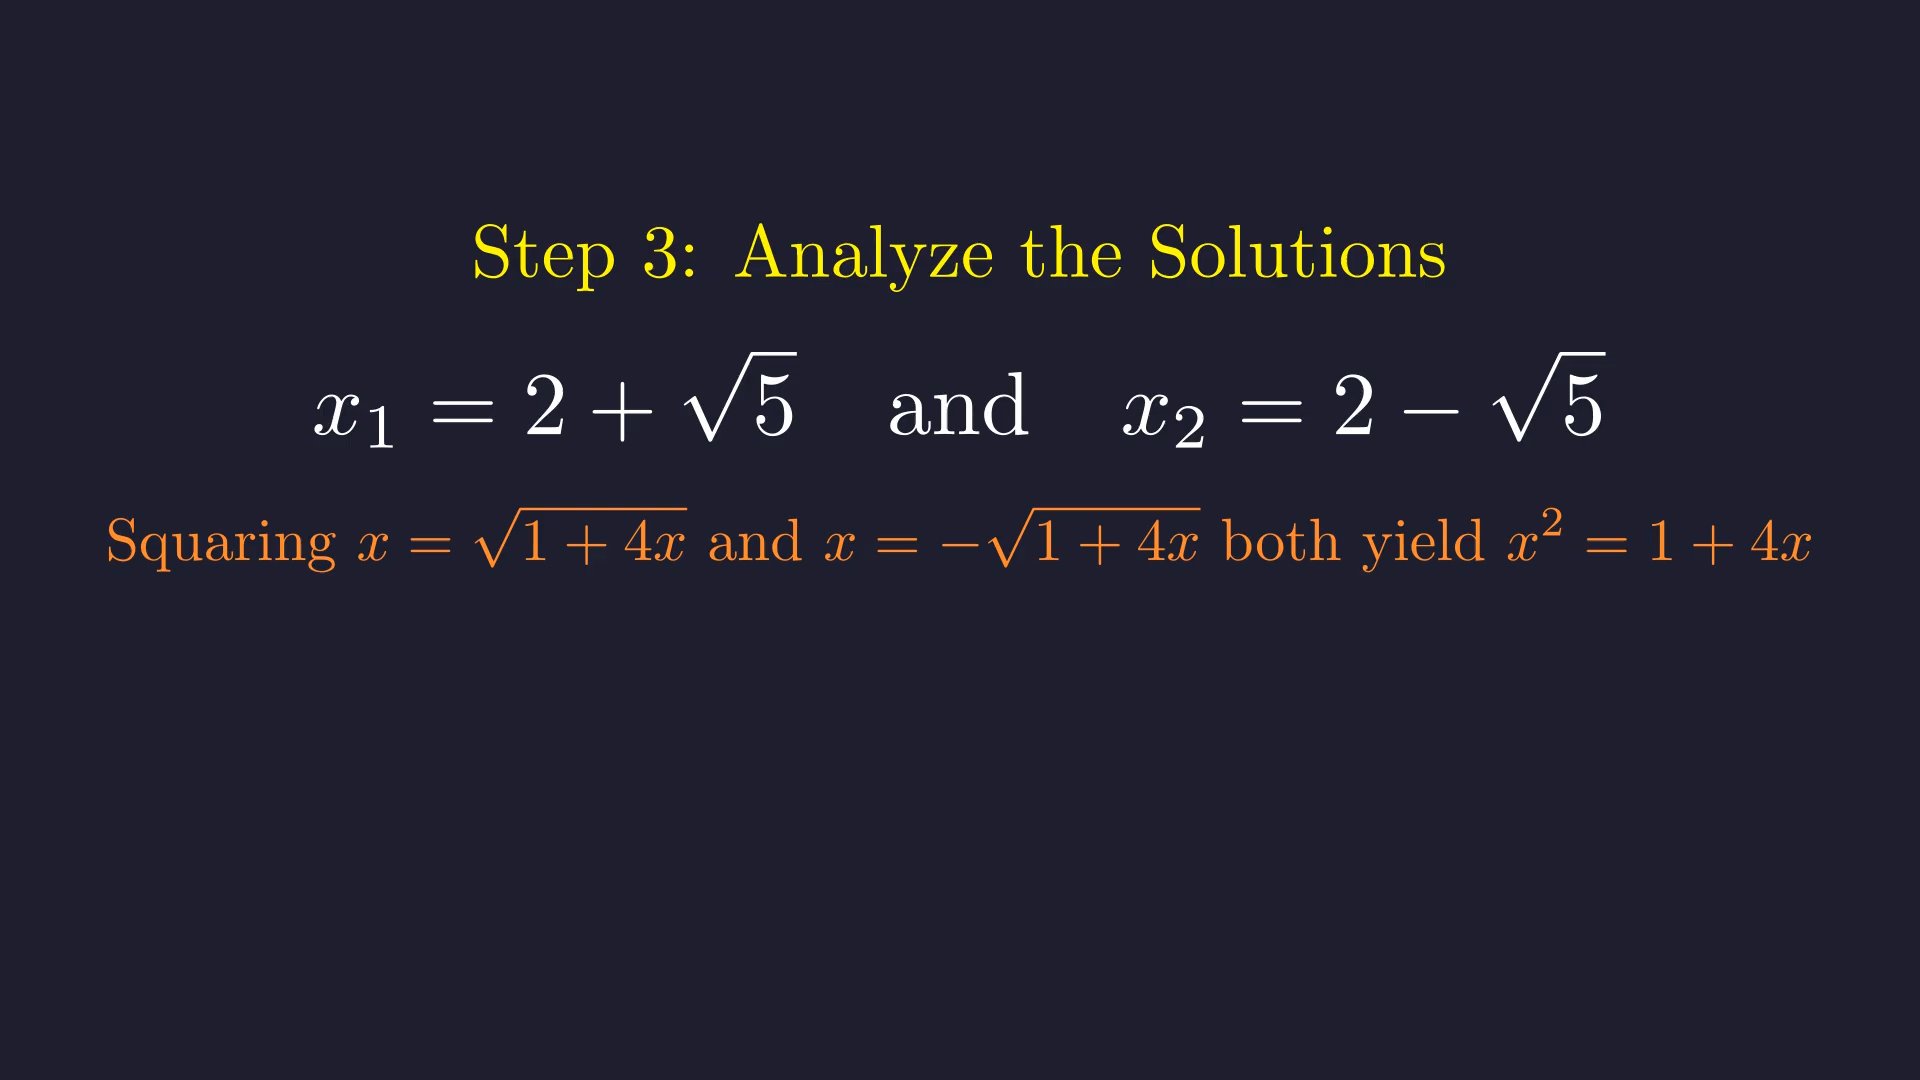 Step 3: Analyze the Solutions
x₁ = 2 + √5 and x₂ = 2 − √5
Squaring x = √(1 + 4x) and x = −√(1 + 4x) both yield x² = 1 + 4x